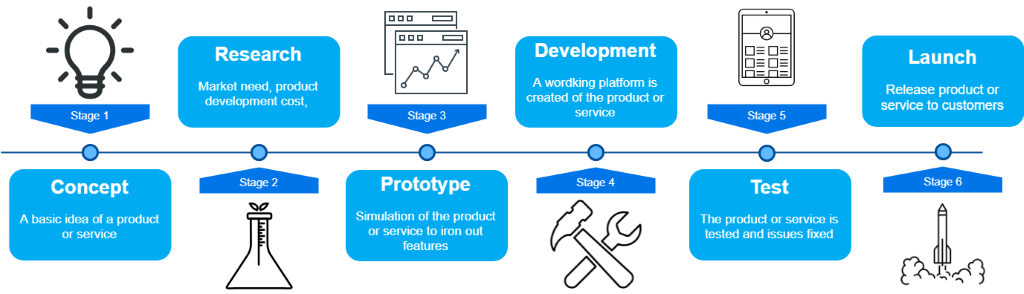 Stage 1
Concept
A basic idea of a product
or service
Research
Market need, product
development cost,
Stage 2
Stage 3
Prototype
Simulation of the product
or service to iron out
features
Development
A wordking platform is
created of the product or
service
Stage 4
Stage 5
Test
The product or service is
tested and issues fixed
Launch
Release product or
service to customers
Stage 6